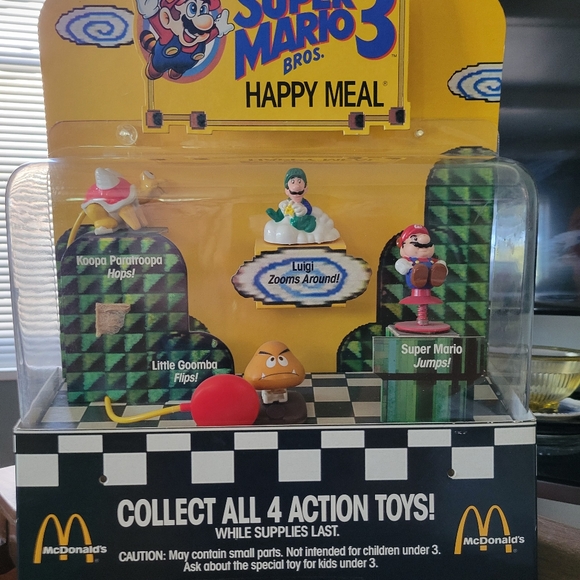 SUPER
MARIO 3
BROS.
HAPPY MEAL
Koopa Paratroopa
Hops!
Luigi
Zooms Around!
Little Goomba
Flips!
Super Mario
Jumps!
COLLECT ALL 4 ACTION TOYS!
WHILE SUPPLIES LAST.
McDonald's
McDonald's
CAUTION: May contain small parts. Not intended for children under 3.
Ask about the special toy for kids under 3.